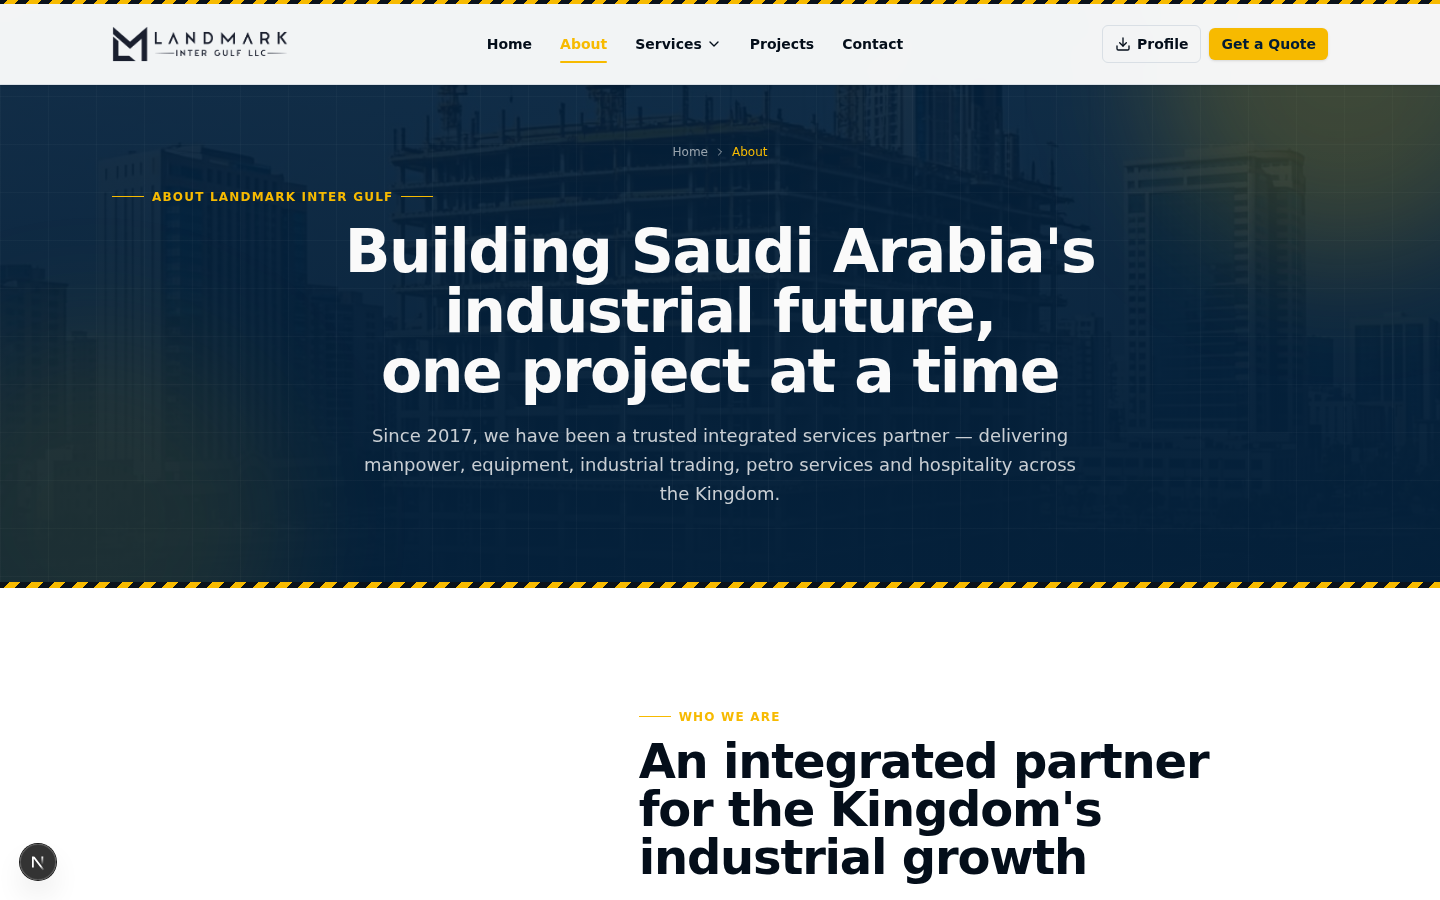 LANDMARK
INTER GULF LLC
Home
About
Services
Projects
Contact
Profile
Get a Quote
Home
About
ABOUT LANDMARK INTER GULF
Building Saudi Arabia's
industrial future,
one project at a time
Since 2017, we have been a trusted integrated services partner — delivering
manpower, equipment, industrial trading, petro services and hospitality across
the Kingdom.
WHO WE ARE
An integrated partner
for the Kingdom's
industrial growth
N